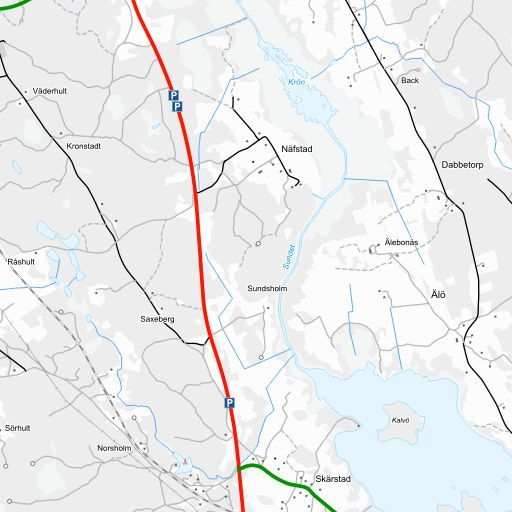 Krön
Back
Väderhult
P
P
Kronstadt
Näfstad
Dabbetorp
Sundet
Älebonäs
Råshult
Sundsholm
Älö
Saxeberg
P
Kalvö
Sörhult
Norsholm
Skärstad